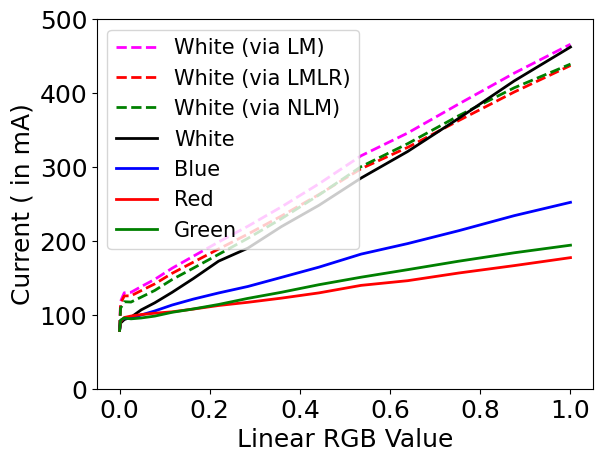 500
400
300
200
100
0
Current ( in mA)
White (via LM)
White (via LMLR)
White (via NLM)
White
Blue
Red
Green
0.0 0.2 0.4 0.6 0.8 1.0
Linear RGB Value